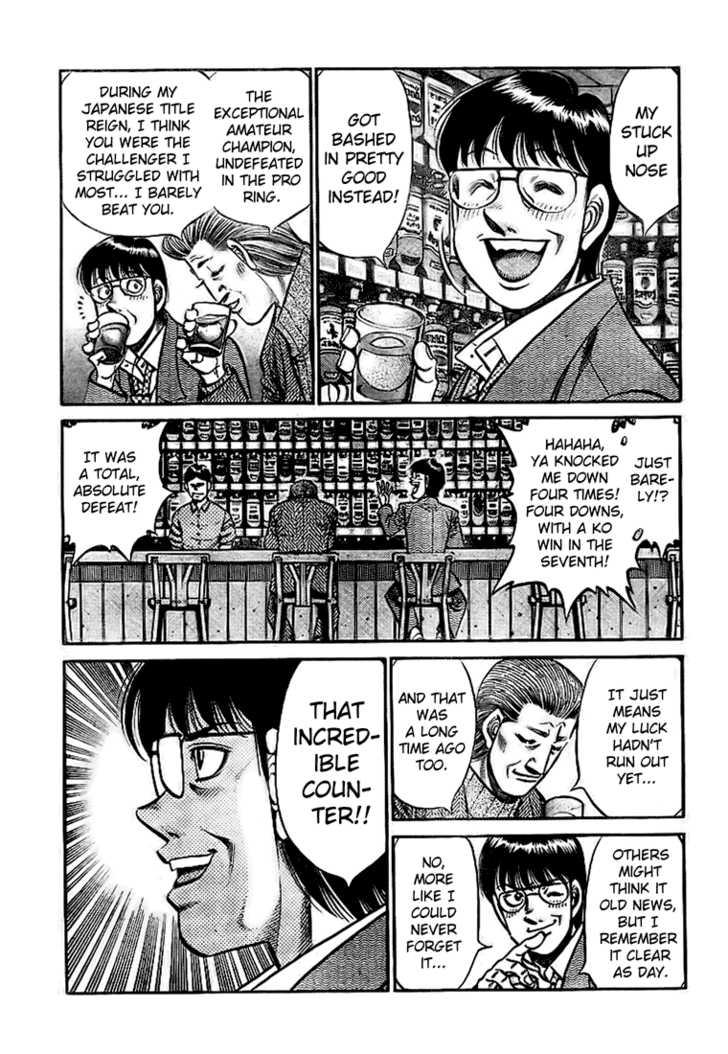 MY
STUCK
UP
NOSE
GOT
BASHED
IN PRETTY
GOOD
INSTEAD!
THE
EXCEPTIONAL
AMATEUR
CHAMPION,
UNDEFEATED
IN THE PRO
RING.
DURING MY
JAPANESE TITLE
REIGN, I THINK
YOU WERE THE
CHALLENGER I
STRUGGLED WITH
MOST... I BARELY
BEAT YOU.
JUST
BARE-
LY!?
HAHAHA,
YA KNOCKED
ME DOWN
FOUR TIMES!
FOUR DOWNS,
WITH A KO
WIN IN THE
SEVENTH!
IT WAS
A TOTAL,
ABSOLUTE
DEFEAT!
IT JUST
MEANS
MY LUCK
HADN'T
RUN OUT
YET...
AND THAT
WAS
A LONG
TIME AGO
TOO.
OTHERS
MIGHT
THINK IT
OLD NEWS,
BUT I
REMEMBER
IT CLEAR
AS DAY.
NO,
MORE
LIKE I
COULD
NEVER
FORGET
IT...
THAT
INCRED-
IBLE
COUN-
TER!!